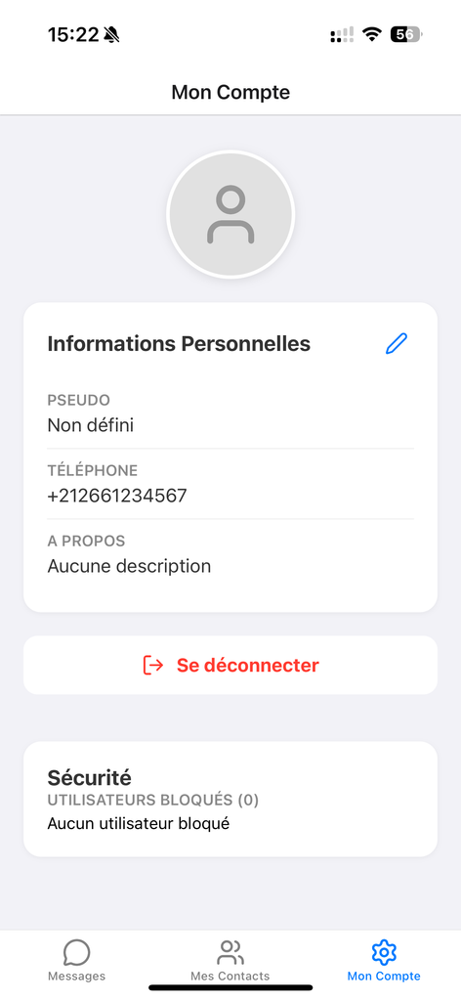 15:22
56
Mon Compte
Informations Personnelles
PSEUDO
Non défini
TÉLÉPHONE
+212661234567
A PROPOS
Aucune description
Se déconnecter
Sécurité
UTILISATEURS BLOQUÉS (0)
Aucun utilisateur bloqué
Messages
Mes Contacts
Mon Compte